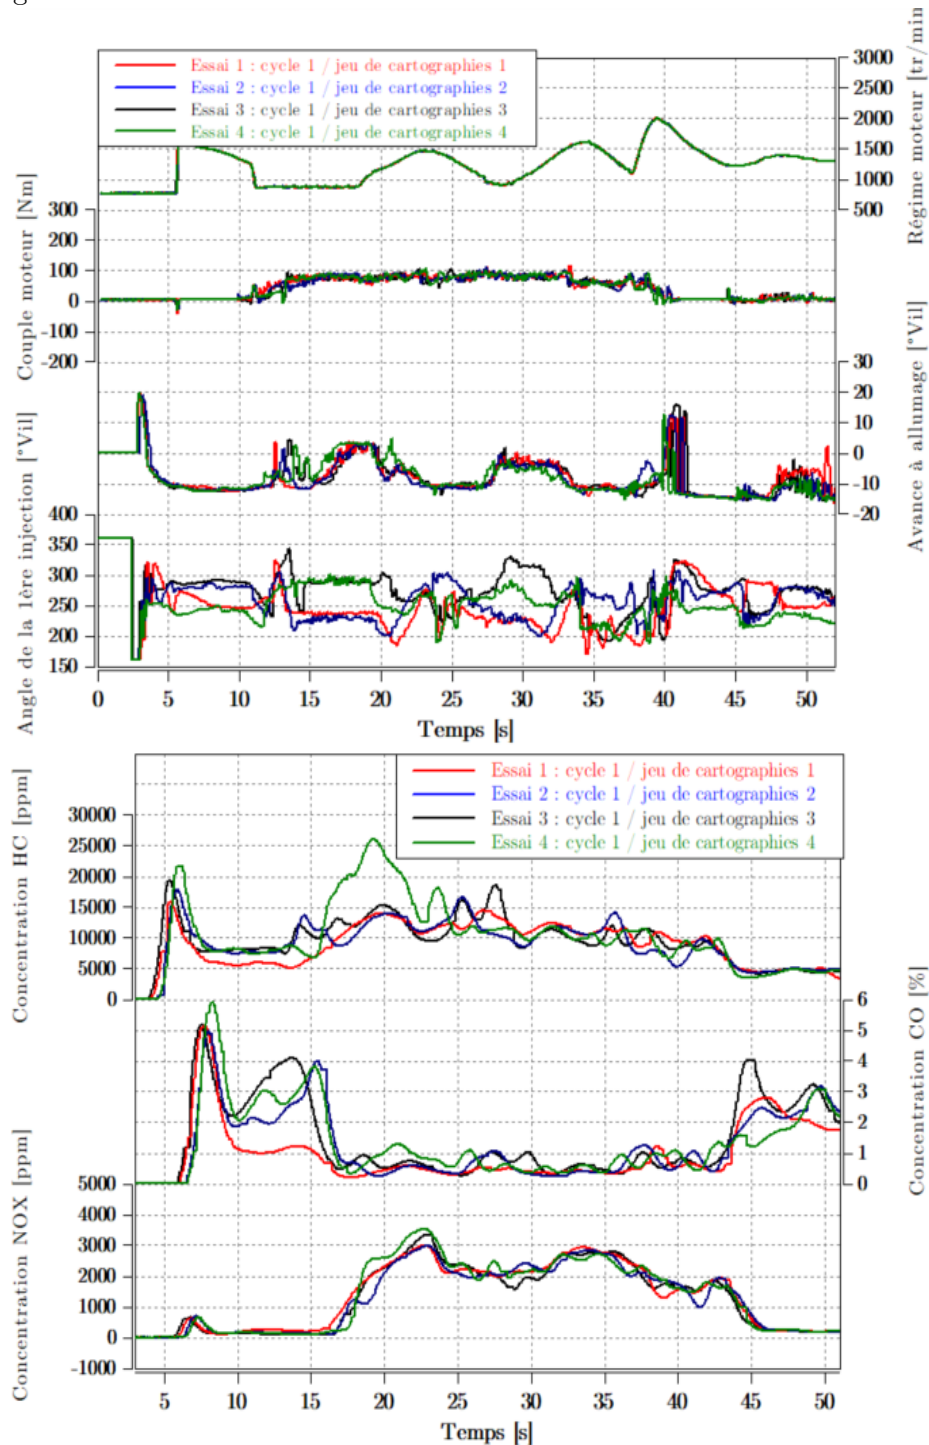 Essai 1 : cycle 1 / jeu de cartographies 1
Essai 2 : cycle 1 / jeu de cartographies 2
Essai 3 : cycle 1 / jeu de cartographies 3
Essai 4 : cycle 1 / jeu de cartographies 4
Régime moteur [tr/min
3000
2500
2000
1500
1000
500
Couple moteur [Nm]
300
200
100
0
-100
-200
Avance à allumage [°Vil]
30
20
10
0
-10
-20
Angle de la 1ère injection [°Vil]
400
350
300
250
200
150
0 5 10 15 20 25 30 35 40 45 50
Temps [s]
Essai 1 : cycle 1 / jeu de cartographies 1
Essai 2 : cycle 1 / jeu de cartographies 2
Essai 3 : cycle 1 / jeu de cartographies 3
Essai 4 : cycle 1 / jeu de cartographies 4
Concentration HC [ppm]
30000
25000
20000
15000
10000
5000
0
Concentration CO [%]
6
5
4
3
2
1
0
Concentration NOX [ppm]
5000
4000
3000
2000
1000
0
-1000
5 10 15 20 25 30 35 40 45 50
Temps [s]